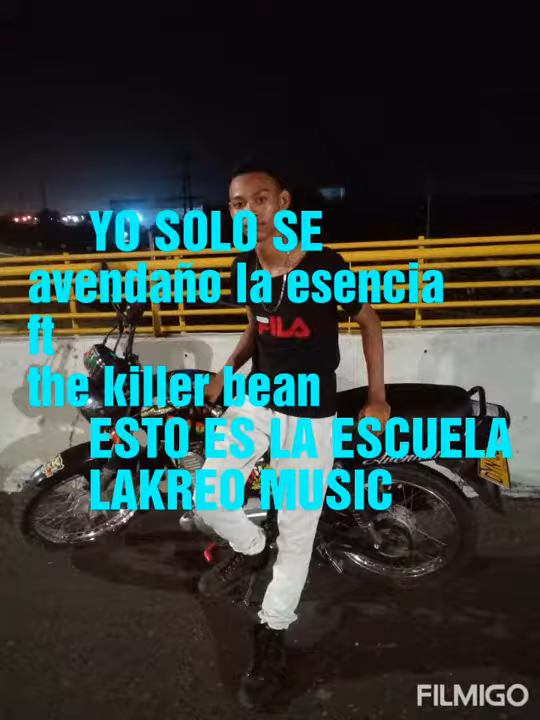 YO SOLO SE
avendaño la esencia
ft
the killer bean
ESTO ES LA ESCUELA
LAKREO MUSIC
FILA
FILMIGO